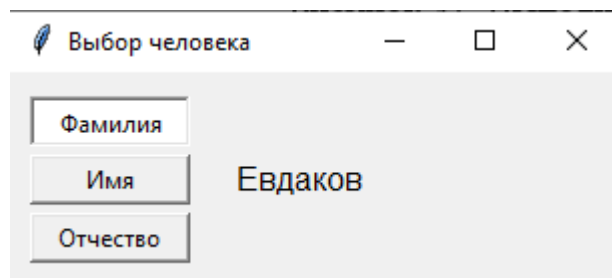 Выбор человека
Фамилия
Имя
Евдаков
Отчество